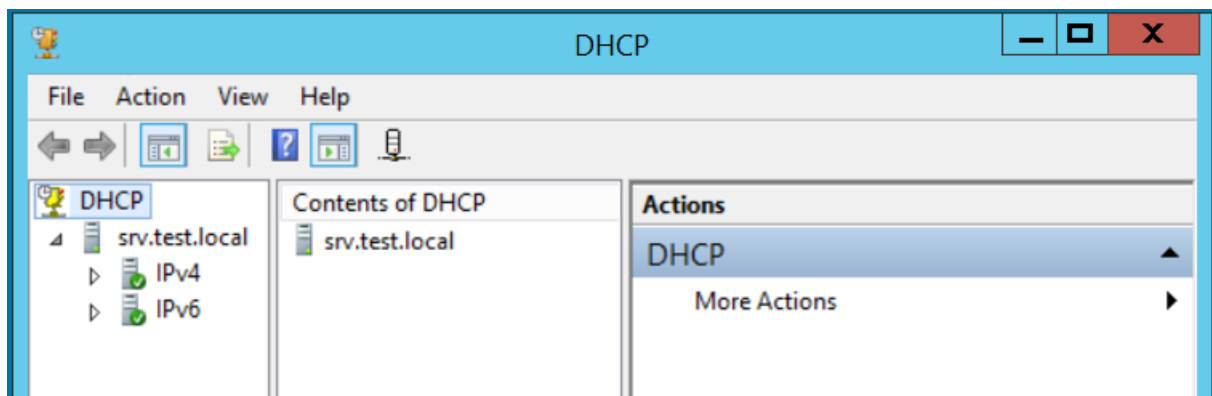 DHCP
File Action View Help
DHCP
srv.test.local
IPv4
IPv6
Contents of DHCP
srv.test.local
Actions
DHCP
More Actions